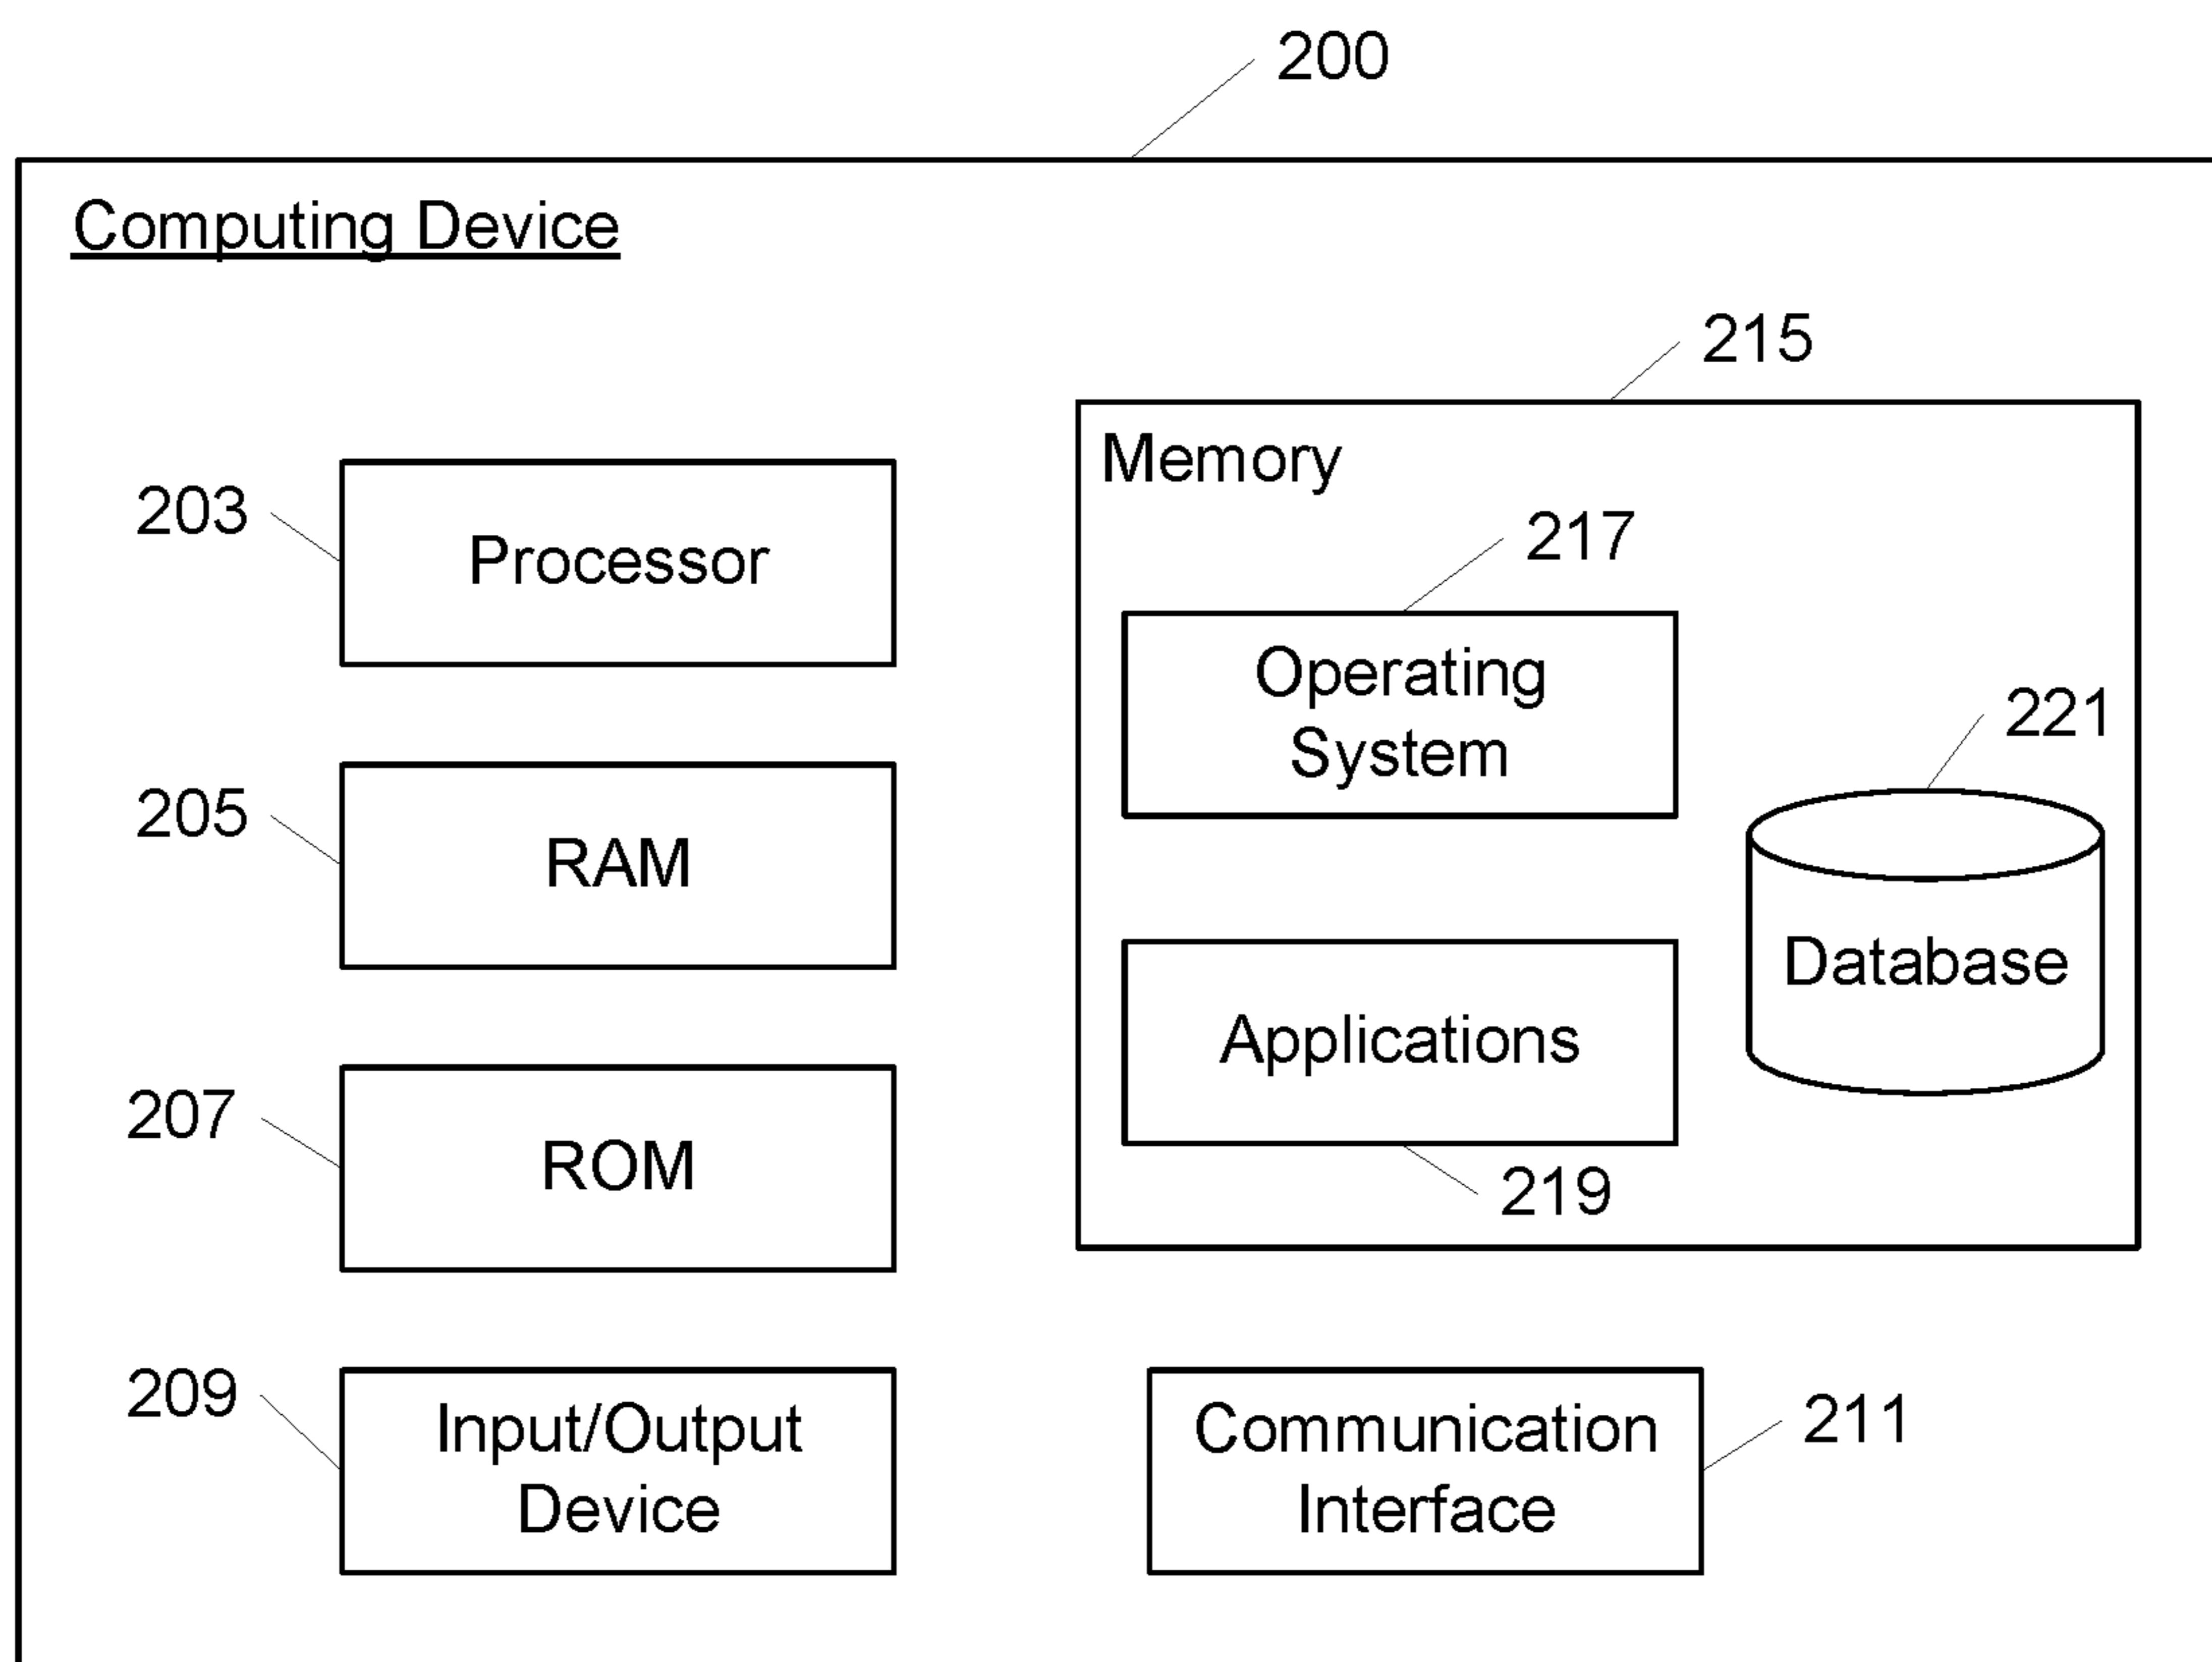 200
Computing Device
215
Memory
203
Processor
217
Operating
System
221
205
RAM
Database
Applications
207
ROM
219
209
Input/Output
Device
Communication
Interface
211